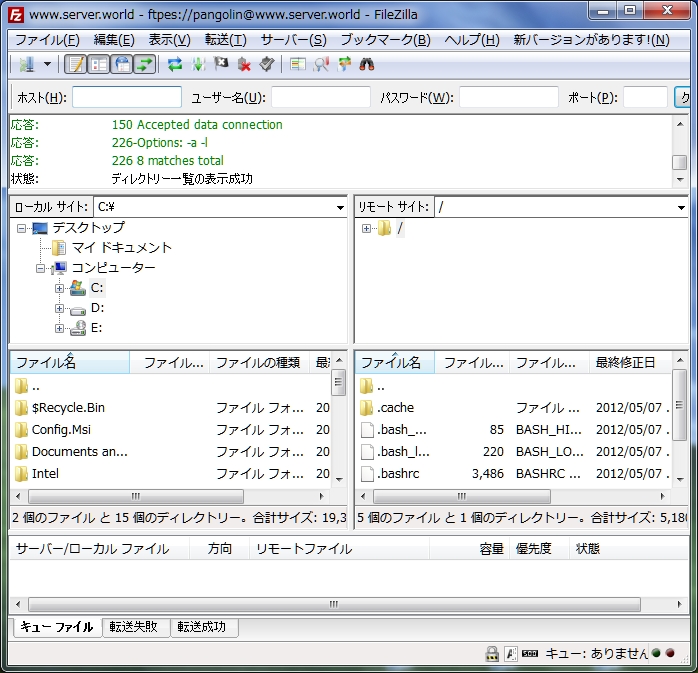 www.server.world - ftpes://pangolin@www.server.world - FileZilla
ファイル(F) 編集(E) 表示(V) 転送(T) サーバー(S) ブックマーク(B) ヘルプ(H) 新バージョンがあります!(N)
ホスト(H): ユーザー名(U): パスワード(W): ポート(P): ク
応答: 150 Accepted data connection
応答: 226-Options: -a -l
応答: 226 8 matches total
状態: ディレクトリー一覧の表示成功
ローカル サイト: C:¥
デスクトップ
マイ ドキュメント
コンピューター
C:
D:
E:
リモート サイト: /
/
ファイル名 ファイル... ファイルの種類 最
..
$Recycle.Bin ファイル フォ... 20
Config.Msi ファイル フォ... 20
Documents an... ファイル フォ... 20
Intel ファイル フォ... 20
2 個のファイル と 15 個のディレクトリー。合計サイズ: 19,3
ファイル名 ファイル... ファイル... 最終修正日
..
.cache ファイル ... 2012/05/07 .
.bash_... 85 BASH_HI... 2012/05/07 .
.bash_l... 220 BASH_LO... 2012/05/07 .
.bashrc 3,486 BASHRC ... 2012/05/07 .
5 個のファイル と 1 個のディレクトリー。合計サイズ: 5,180
サーバー/ローカル ファイル 方向 リモートファイル 容量 優先度 状態
キュー ファイル 転送失敗 転送成功
キュー: ありません